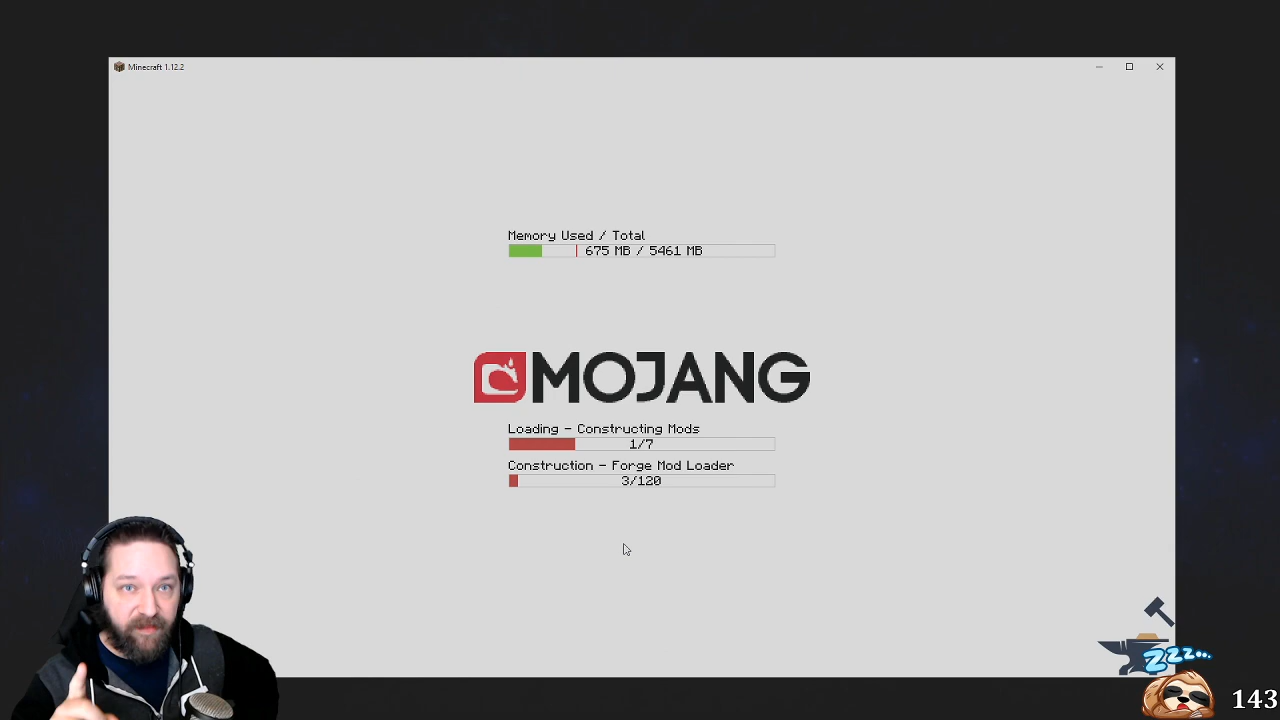 Minecraft 1.12.2
Memory Used / Total
675 MB / 5461 MB
MOJANG
Loading - Constructing Mods
1/7
Construction - Forge Mod Loader
3/120
ZZZ...
143